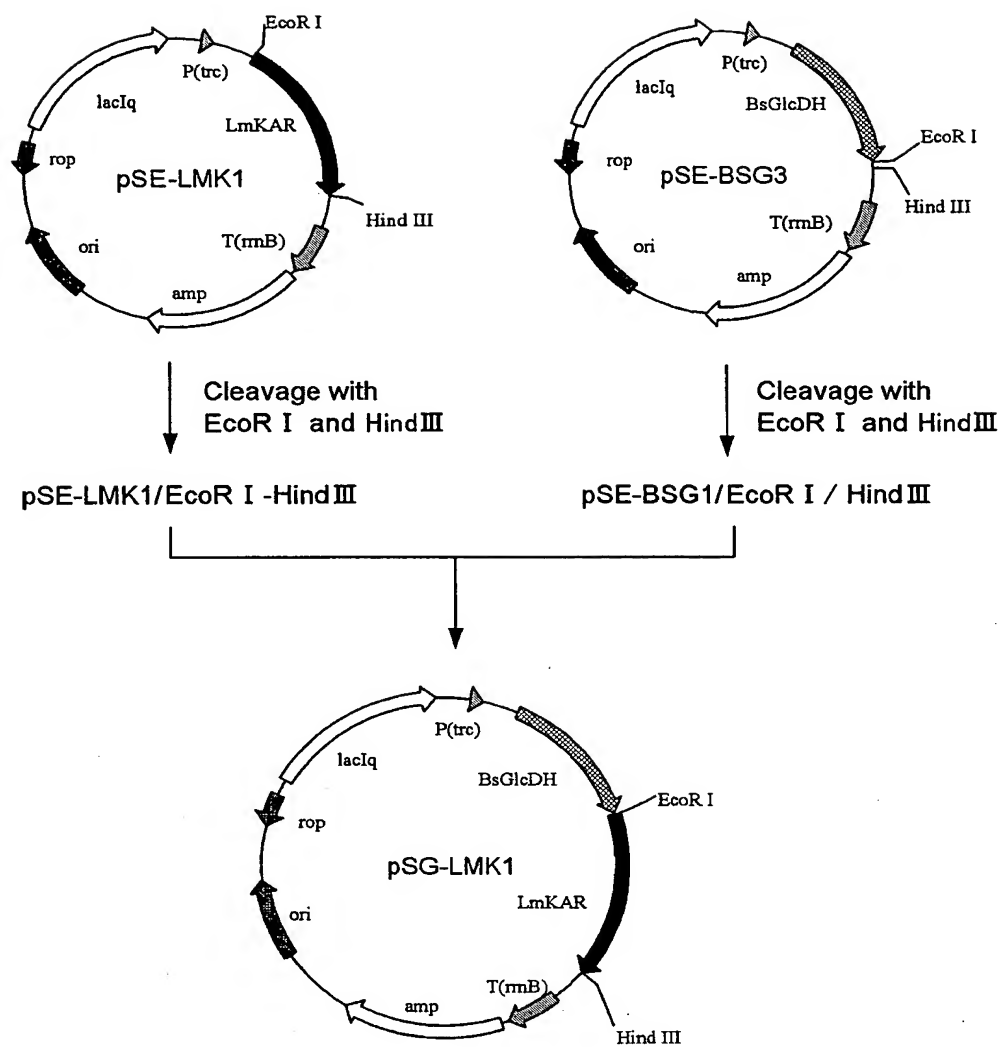 EcoR I
P(trc)
lacIq
LmKAR
rop
pSE-LMK1
Hind III
T(rrnB)
ori
amp
P(trc)
lacIq
BsGlcDH
EcoR I
rop
pSE-BSG3
Hind III
T(rrnB)
ori
amp
Cleavage with
EcoR I and HindIII
Cleavage with
EcoR I and HindIII
pSE-LMK1/EcoR I -HindIII
pSE-BSG1/EcoR I / HindIII
P(trc)
lacIq
BsGlcDH
EcoR I
rop
pSG-LMK1
LmKAR
ori
T(rrnB)
amp
Hind III